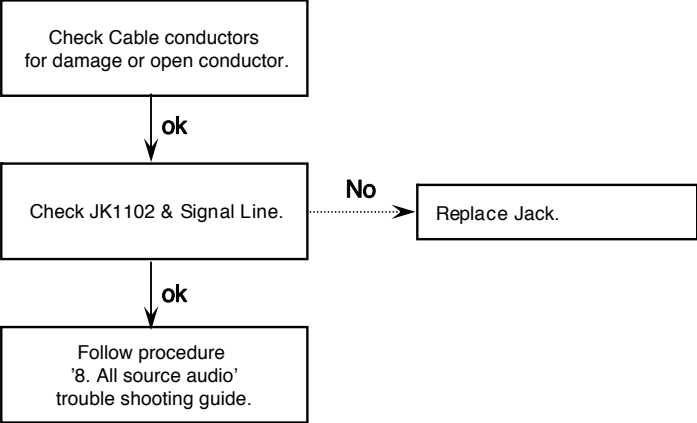 Check Cable conductors
for damage or open conductor.
ok
Check JK1102 & Signal Line.
No
Replace Jack.
ok
Follow procedure
'8. All source audio'
trouble shooting guide.